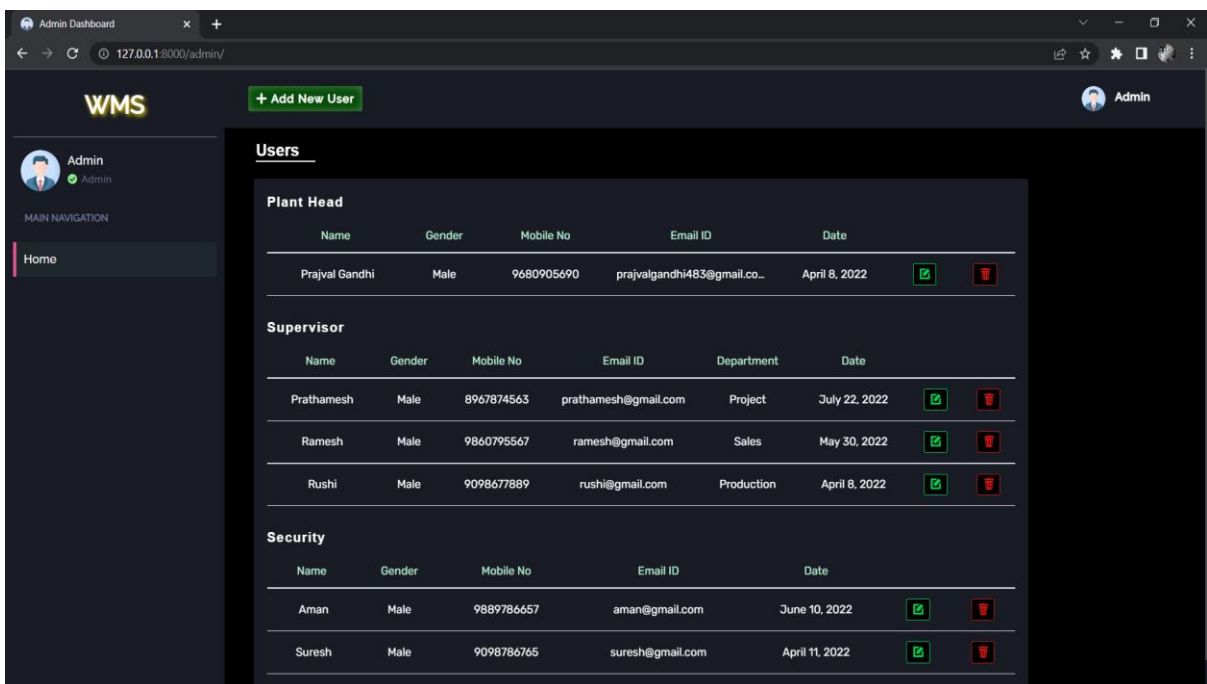 Admin Dashboard
127.0.0.1:8000/admin/
WMS
+ Add New User
Admin
Admin
Admin
MAIN NAVIGATION
Home
Users
Plant Head
Name Gender Mobile No Email ID Date
Prajval Gandhi Male 9680905690 prajvalgandhi483@gmail.co... April 8, 2022
Supervisor
Name Gender Mobile No Email ID Department Date
Prathamesh Male 8967874563 prathamesh@gmail.com Project July 22, 2022
Ramesh Male 9860795567 ramesh@gmail.com Sales May 30, 2022
Rushi Male 9098677889 rushi@gmail.com Production April 8, 2022
Security
Name Gender Mobile No Email ID Date
Aman Male 9889786657 aman@gmail.com June 10, 2022
Suresh Male 9098786765 suresh@gmail.com April 11, 2022